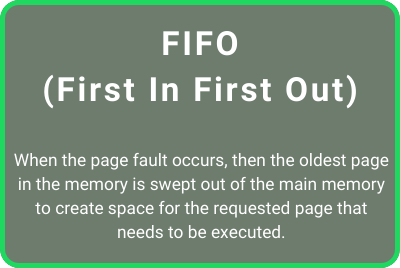 FIFO
(First In First Out)
When the page fault occurs, then the oldest page
in the memory is swept out of the main memory
to create space for the requested page that
needs to be executed.